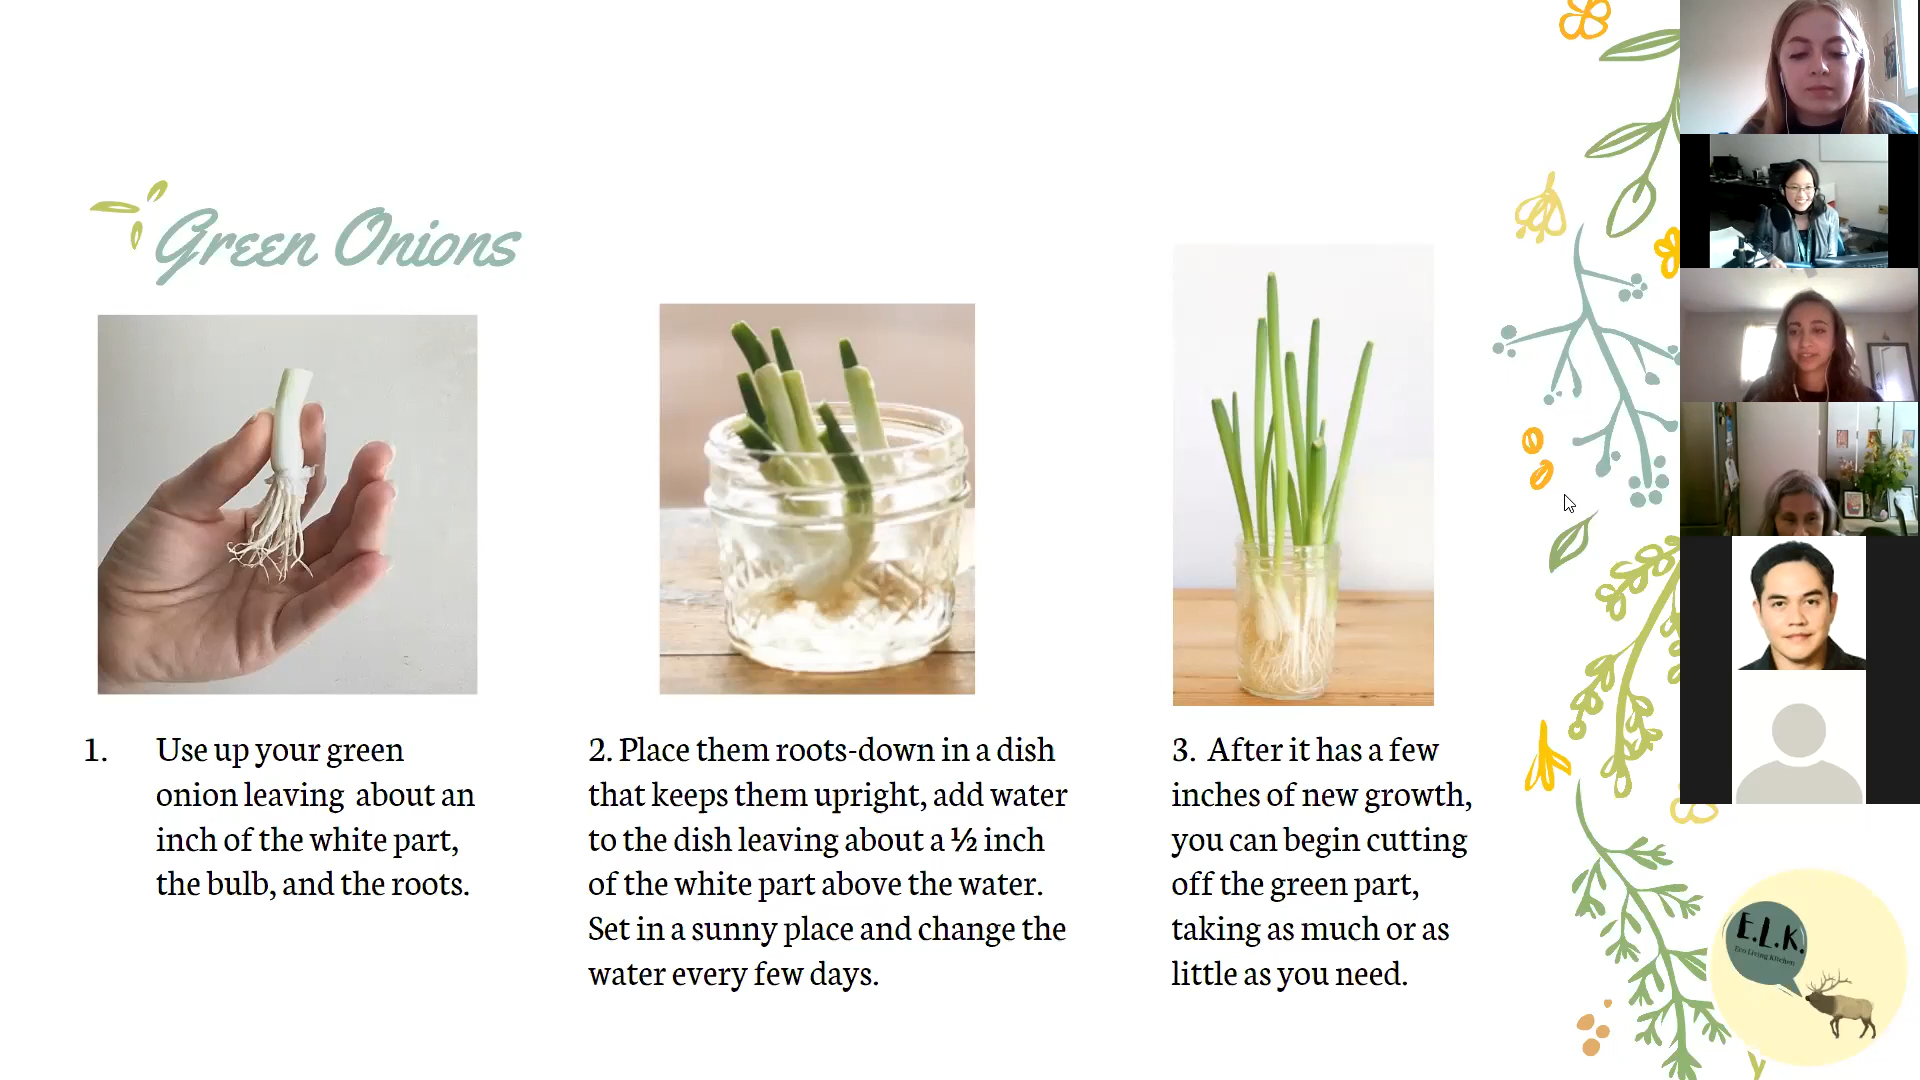 Green Onions
1. Use up your green
onion leaving about an
inch of the white part,
the bulb, and the roots.
2. Place them roots-down in a dish
that keeps them upright, add water
to the dish leaving about a ½ inch
of the white part above the water.
Set in a sunny place and change the
water every few days.
3. After it has a few
inches of new growth,
you can begin cutting
off the green part,
taking as much or as
little as you need.
E.L.K.
Eco Living Kitchen